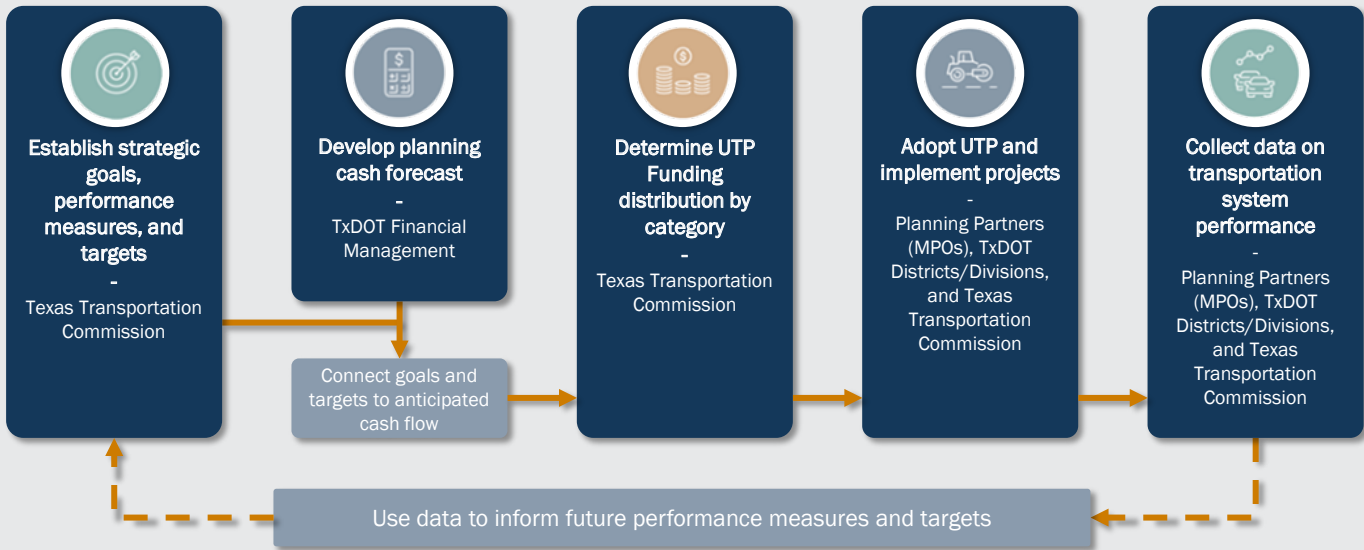 Establish strategic
goals,
performance
measures, and
targets
-
Texas Transportation
Commission
$
Develop planning
cash forecast
-
TxDOT Financial
Management
Connect goals and
targets to anticipated
cash flow
$
Determine UTP
Funding
distribution by
category
-
Texas Transportation
Commission
Adopt UTP and
implement projects
-
Planning Partners
(MPOs), TxDOT
Districts/Divisions,
and Texas
Transportation
Commission
Collect data on
transportation
system
performance
-
Planning Partners
(MPOs), TxDOT
Districts/Divisions,
and Texas
Transportation
Commission
Use data to inform future performance measures and targets